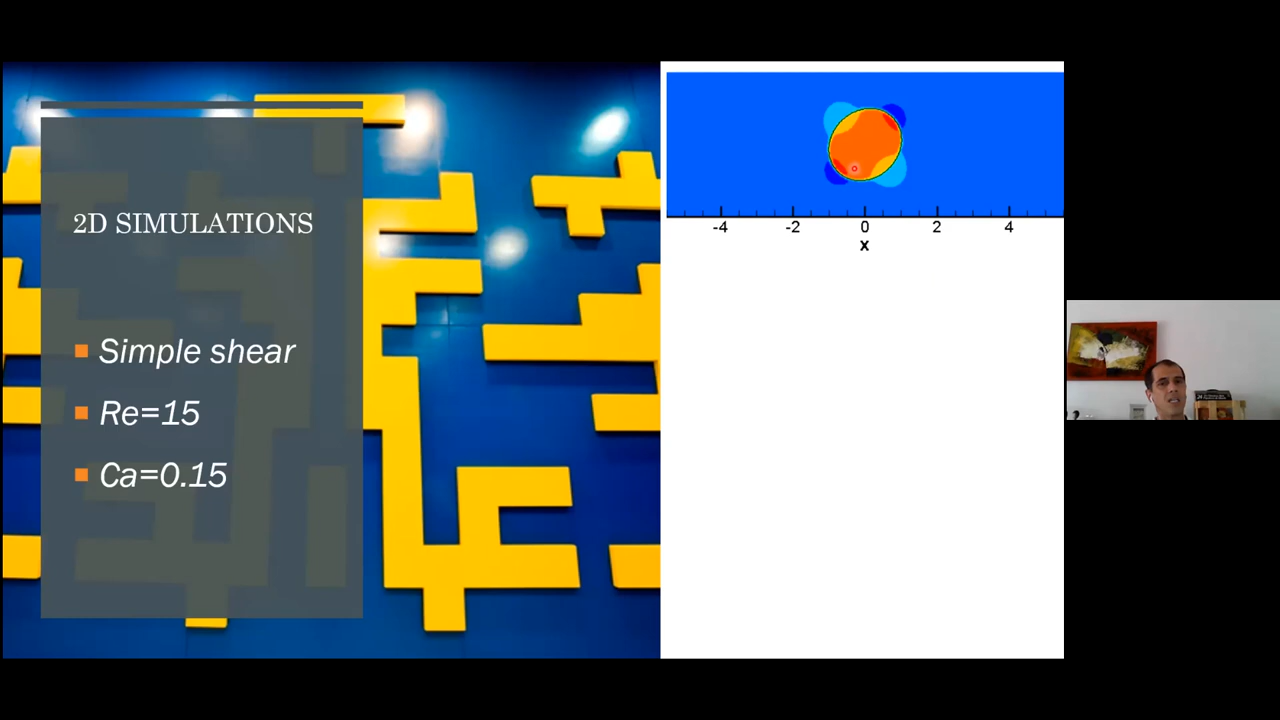 2D SIMULATIONS
Simple shear
Re=15
Ca=0.15
-4 -2 0 2 4
x